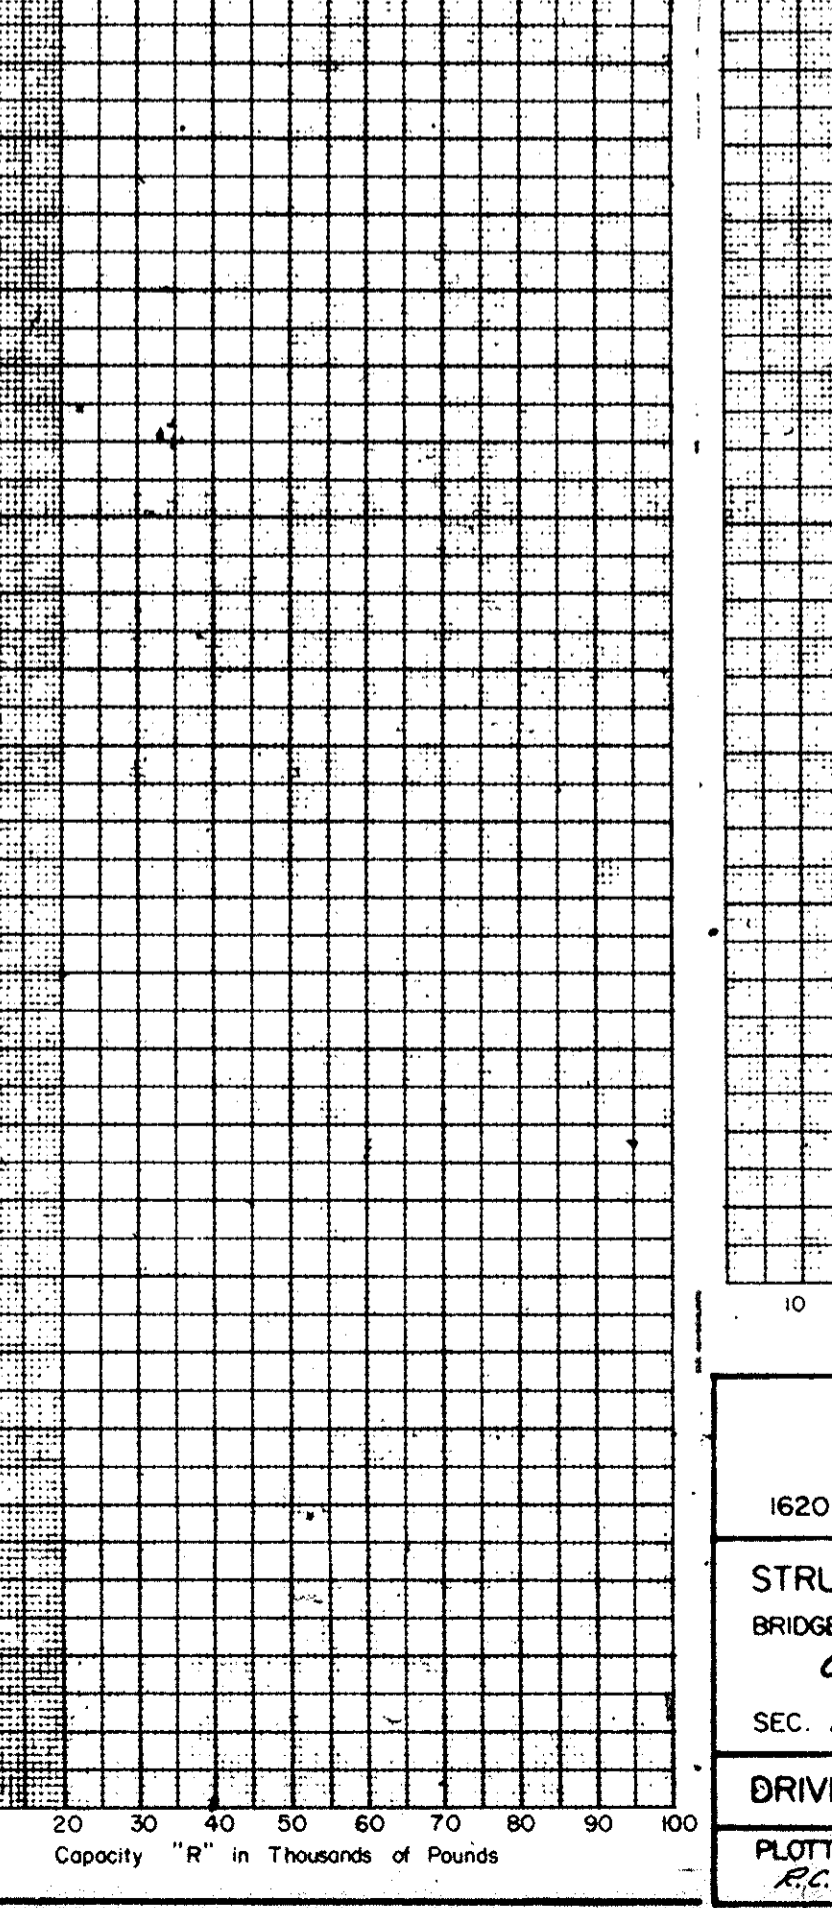 20 30 40 50 60 70 80 90 100
Capacity "R" in Thousands of Pounds
10
1620
STRU
BRIDGE
SEC.
DRIVI
PLOTT
R.C.